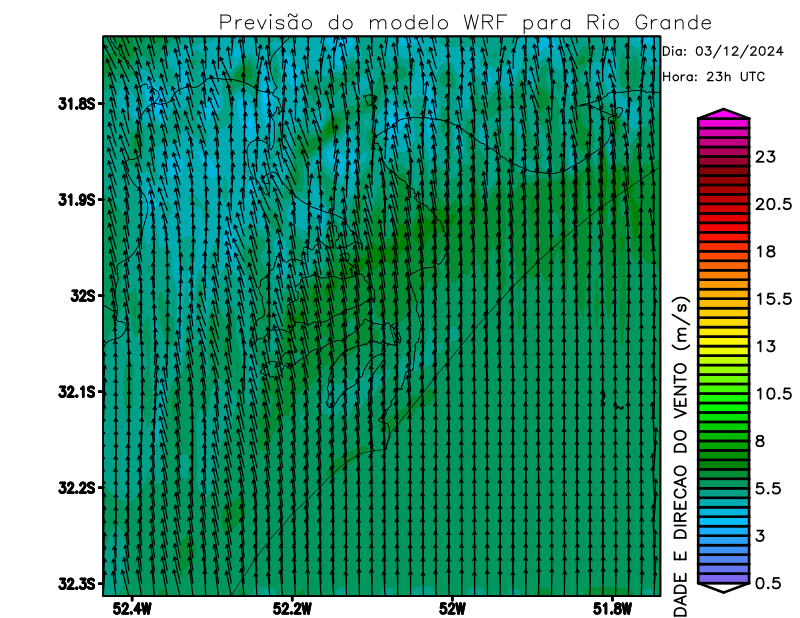 Previsão do modelo WRF para Rio Grande
Dia: 03/12/2024
Hora: 23h UTC
31.8S
31.9S
32S
32.1S
32.2S
32.3S
52.4W
52.2W
52W
51.8W
23
20.5
18
15.5
13
10.5
8
5.5
3
0.5
DADE E DIRECAO DO VENTO (m/s)